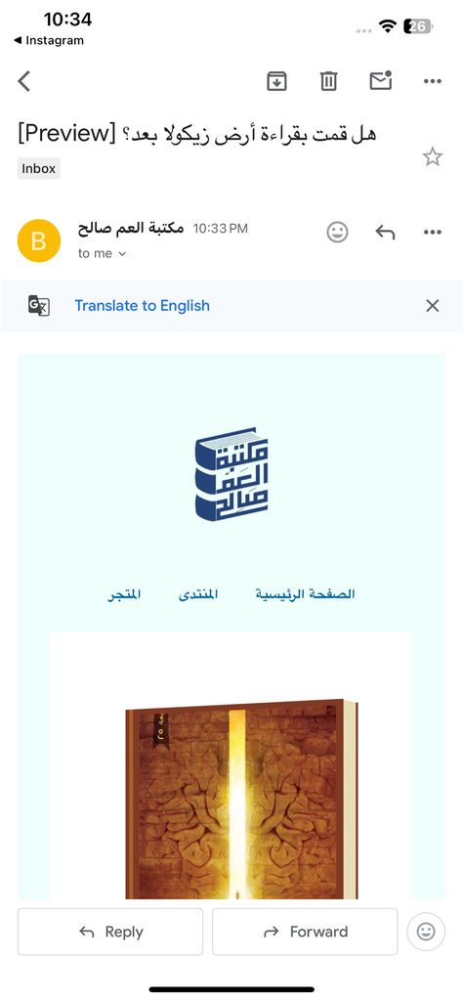 10:34
26
◀ Instagram
[Preview] هل قمت بقراءة أرض زيكولا بعد؟
Inbox
B
مكتبة العم صالح 10:33 PM
to me
Translate to English
مكتبة
العم
صالح
الصفحة الرئيسية المنتدى المتجر
٢٥
Reply
Forward